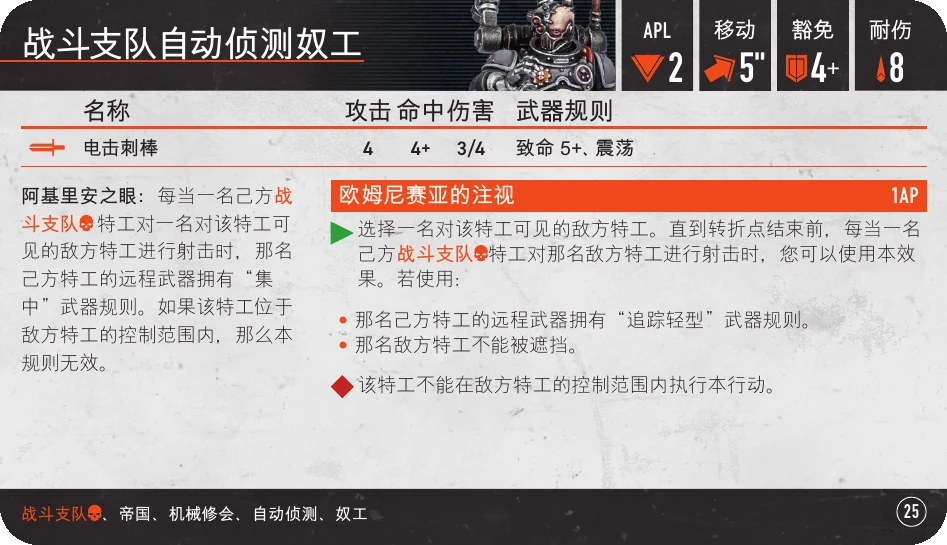 战斗支队自动侦测奴工
APL 移动 豁免 耐伤
2 5" 4+ 8
名称 攻击 命中 伤害 武器规则
电击刺棒 4 4+ 3/4 致命 5+、震荡
阿基里安之眼：每当一名己方战
斗支队特工对一名对该特工可
见的敌方特工进行射击时，那名
己方特工的远程武器拥有“集
中”武器规则。如果该特工位于
敌方特工的控制范围内，那么本
规则无效。
欧姆尼赛亚的注视 1AP
选择一名对该特工可见的敌方特工。直到转折点结束前，每当一名
己方战斗支队特工对那名敌方特工进行射击时，您可以使用本效
果。若使用：
• 那名己方特工的远程武器拥有“追踪轻型”武器规则。
• 那名敌方特工不能被遮挡。
该特工不能在敌方特工的控制范围内执行本行动。
战斗支队、帝国、机械修会、自动侦测、奴工
25